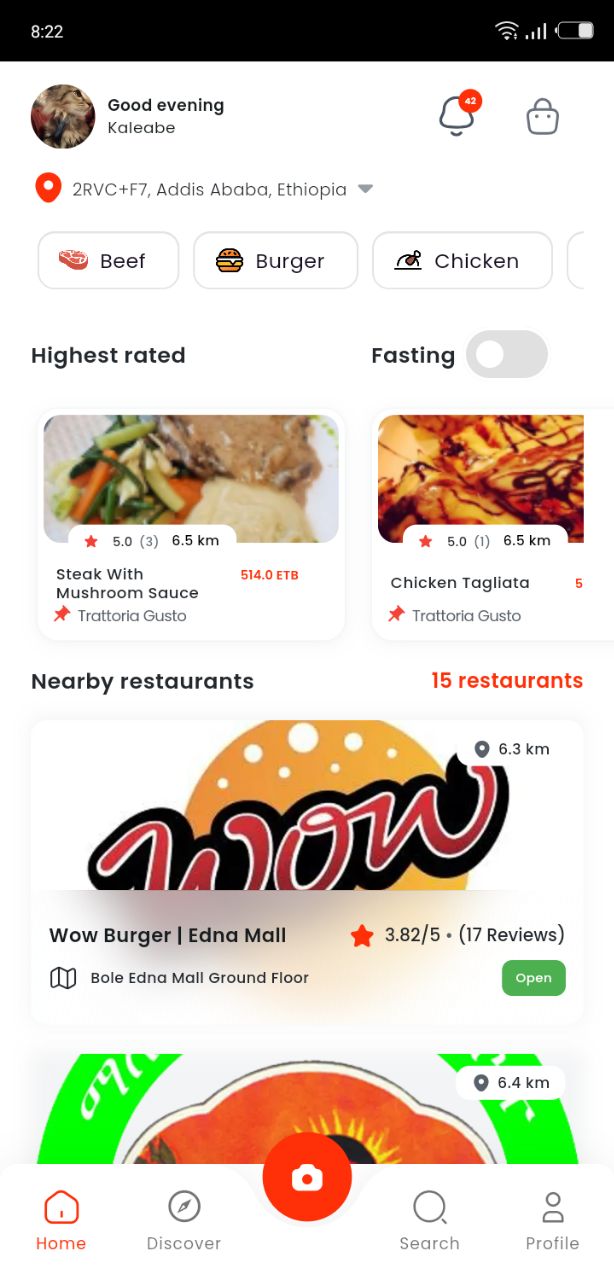 8:22
Good evening
Kaleabe
42
2RVC+F7, Addis Ababa, Ethiopia
Beef
Burger
Chicken
Highest rated
Fasting
5.0 (3) 6.5 km
5.0 (1) 6.5 km
Steak With
Mushroom Sauce
514.0 ETB
Trattoria Gusto
Chicken Tagliata
5
Trattoria Gusto
Nearby restaurants
15 restaurants
6.3 km
Wow
Wow Burger | Edna Mall
3.82/5 • (17 Reviews)
Bole Edna Mall Ground Floor
Open
6.4 km
Home
Discover
Search
Profile